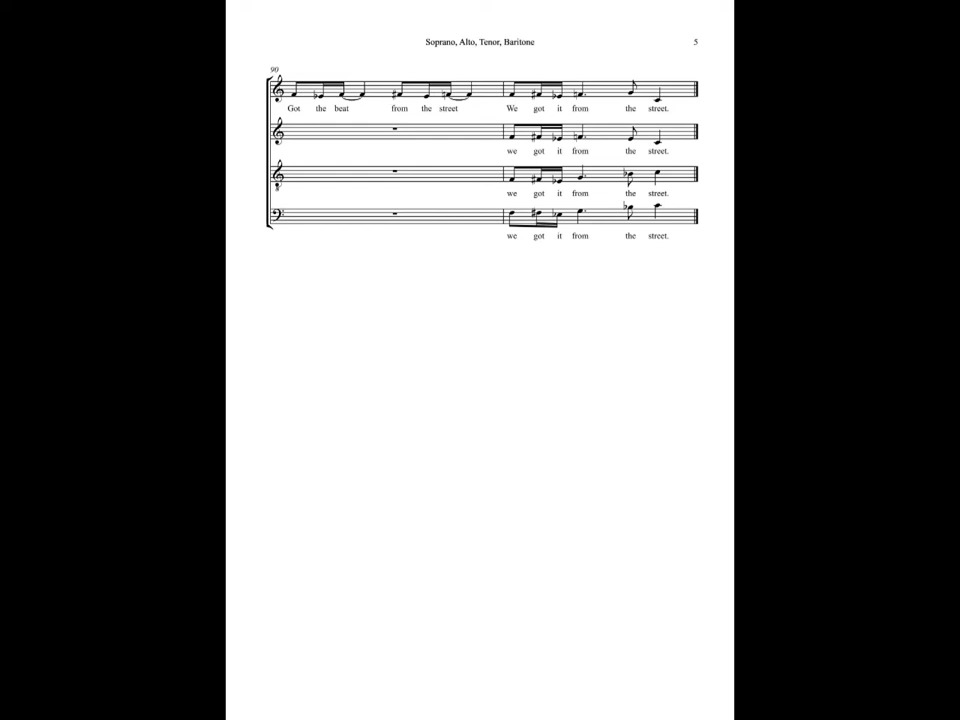 Soprano, Alto, Tenor, Baritone 5
90
Got the beat from the street We got it from the street.
we got it from the street.
we got it from the street.
we got it from the street.